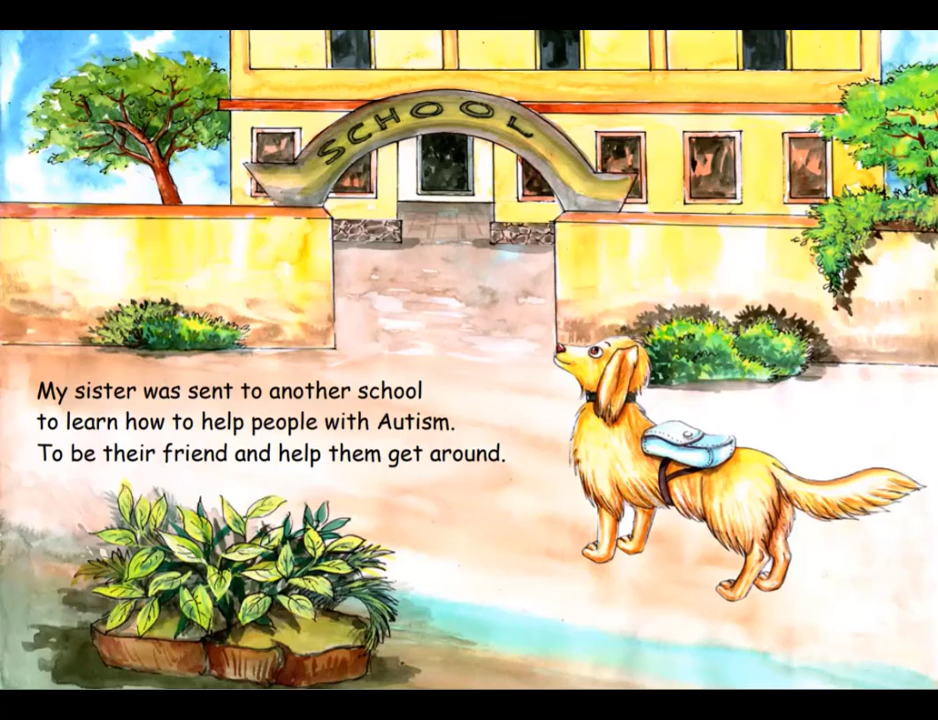 SCHOOL
My sister was sent to another school
to learn how to help people with Autism.
To be their friend and help them get around.